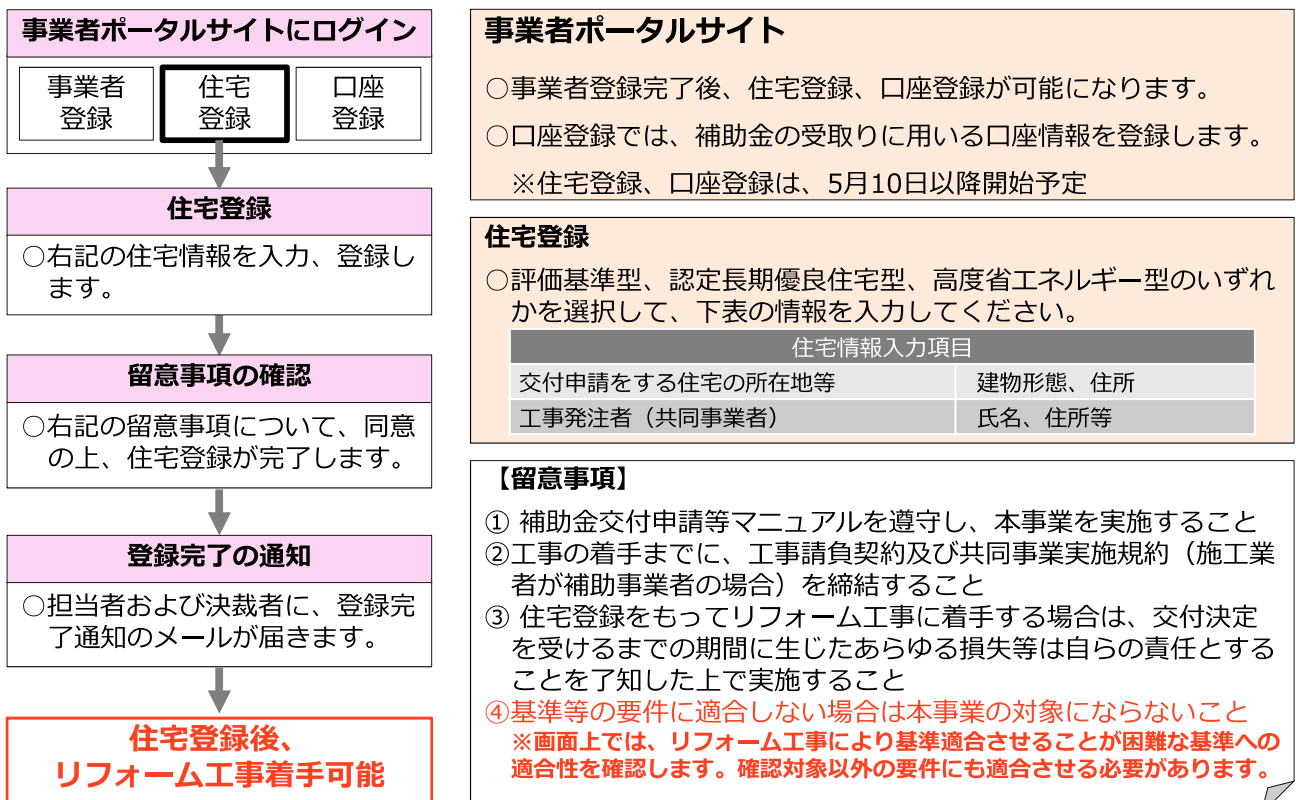 事業者ポータルサイトにログイン
事業者
登録
住宅
登録
口座
登録
住宅登録
○右記の住宅情報を入力、登録し
ます。
留意事項の確認
○右記の留意事項について、同意
の上、住宅登録が完了します。
登録完了の通知
○担当者および決裁者に、登録完
了通知のメールが届きます。
住宅登録後、
リフォーム工事着手可能
事業者ポータルサイト
○事業者登録完了後、住宅登録、口座登録が可能になります。
○口座登録では、補助金の受取りに用いる口座情報を登録します。
※住宅登録、口座登録は、5月10日以降開始予定
住宅登録
○評価基準型、認定長期優良住宅型、高度省エネルギー型のいずれ
かを選択して、下表の情報を入力してください。
住宅情報入力項目
交付申請をする住宅の所在地等 建物形態、住所
工事発注者（共同事業者） 氏名、住所等
【留意事項】
① 補助金交付申請等マニュアルを遵守し、本事業を実施すること
②工事の着手までに、工事請負契約及び共同事業実施規約（施工業
者が補助事業者の場合）を締結すること
③ 住宅登録をもってリフォーム工事に着手する場合は、交付決定
を受けるまでの期間に生じたあらゆる損失等は自らの責任とする
ことを了知した上で実施すること
④基準等の要件に適合しない場合は本事業の対象にならないこと
※画面上では、リフォーム工事により基準適合させることが困難な基準への
適合性を確認します。確認対象以外の要件にも適合させる必要があります。